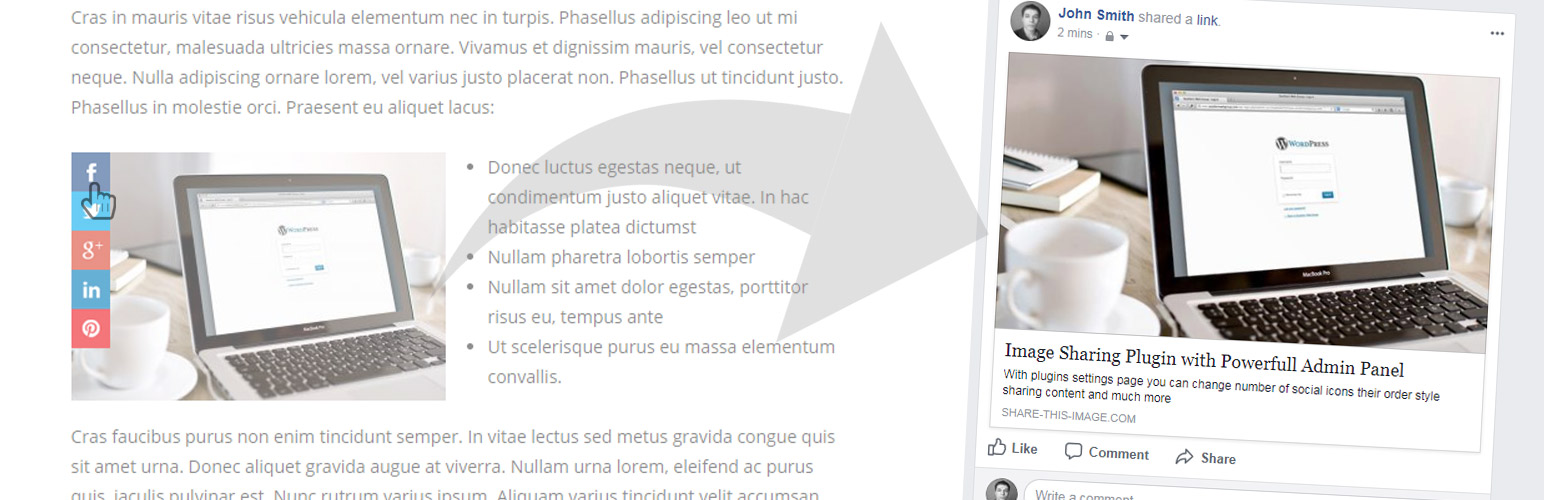 Cras in mauris vitae risus vehicula elementum nec in turpis. Phasellus adipiscing leo ut mi
consectetur, malesuada ultricies massa ornare. Vivamus et dignissim mauris, vel consectetur
neque. Nulla adipiscing ornare lorem, vel varius justo placerat non. Phasellus ut tincidunt justo.
Phasellus in molestie orci. Praesent eu aliquet lacus:
f
g+
in
WORDPRESS
MacBook Pro
Donec luctus egestas neque, ut
condimentum justo aliquet vitae. In hac
habitasse platea dictumst
Nullam pharetra lobortis semper
Nullam sit amet dolor egestas, porttitor
risus eu, tempus ante
Ut scelerisque purus eu massa elementum
convallis.
Cras faucibus purus non enim tincidunt semper. In vitae lectus sed metus gravida congue quis
sit amet urna. Donec aliquet gravida augue at viverra. Nullam urna lorem, eleifend ac purus
quis, iaculis pulvinar est. Nunc rutrum varius ipsum. Aliquam varius tincidunt velit accumsan
John Smith shared a link.
2 mins ·
WORDPRESS
MacBook Pro
Image Sharing Plugin with Powerfull Admin Panel
With plugins settings page you can change number of social icons their order style
sharing content and much more
SHARE-THIS-IMAGE.COM
Like Comment Share
Write a comment